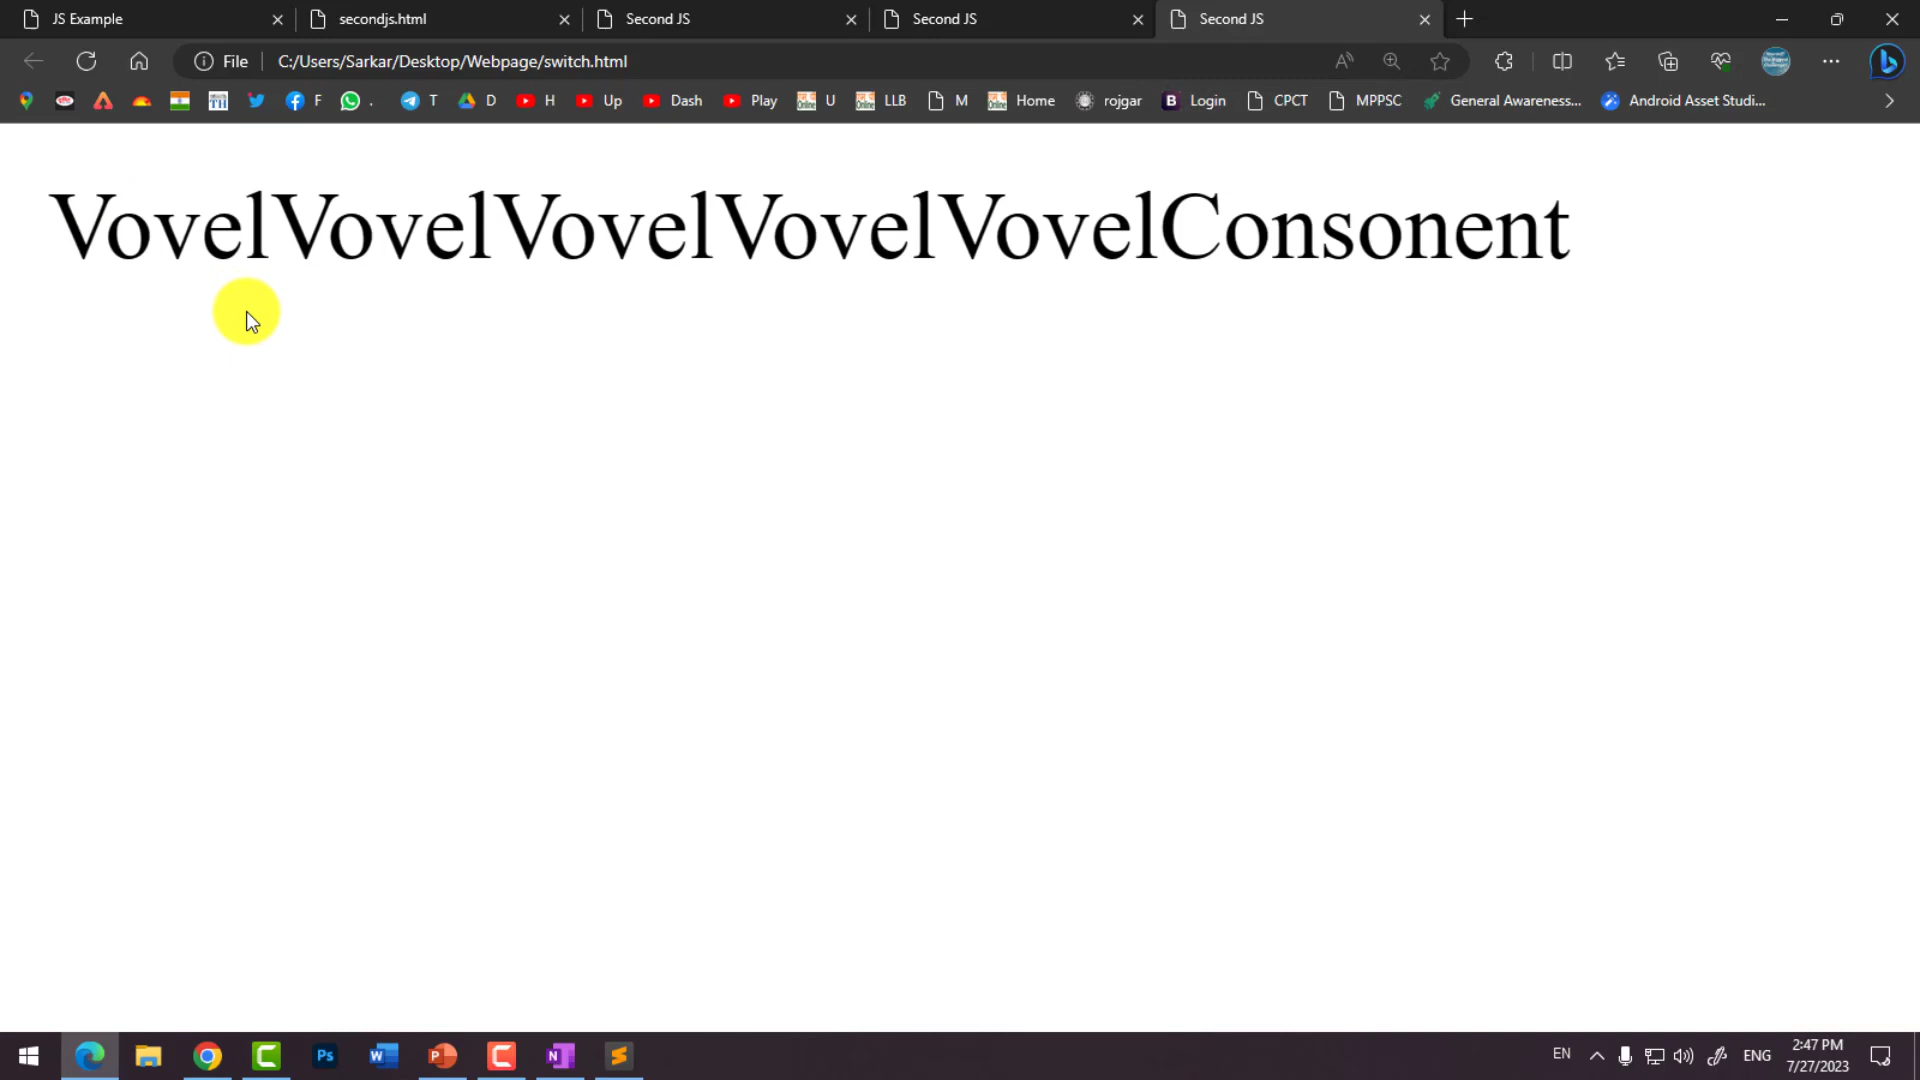 JS Example secondjs.html Second JS Second JS Second JS
File C:/Users/Sarkar/Desktop/Webpage/switch.html
TH F . T D H Up Dash Play U LLB M Home rojgar B Login CPCT MPPSC General Awareness... Android Asset Studi...
VovelVovelVovelVovelVovelConsonent
EN ENG 2:47 PM
7/27/2023